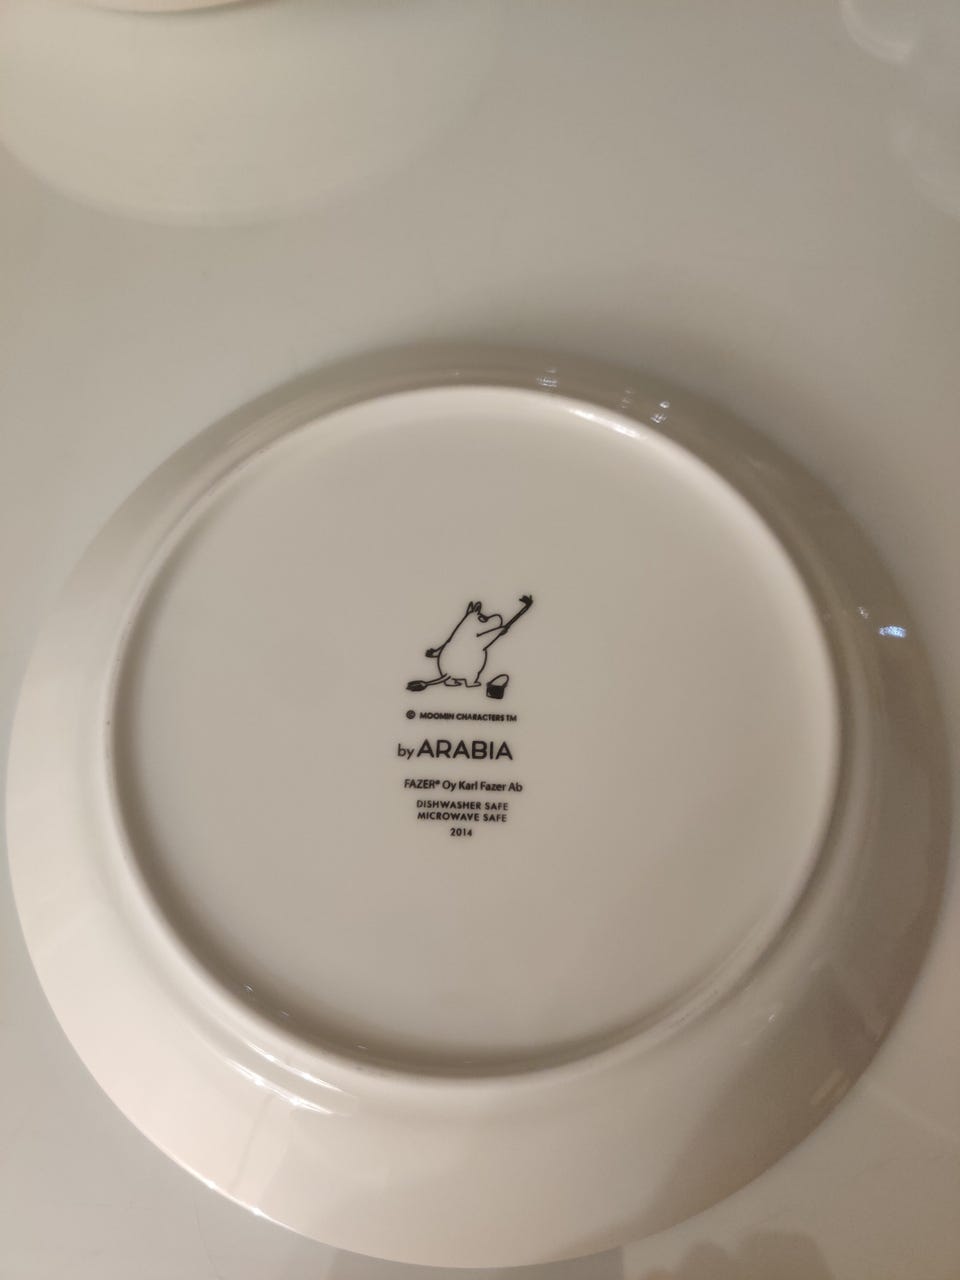 © MOOMIN CHARACTERS TM
by ARABIA
FAZER® Oy Karl Fazer Ab
DISHWASHER SAFE
MICROWAVE SAFE
2014